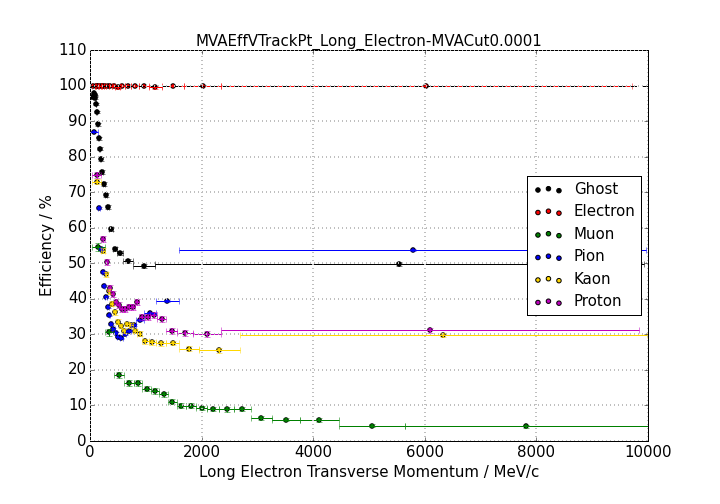 MVAEffVTrackPt_Long_Electron-MVACut0.0001
110
100
90
80
70
60
50
40
30
20
10
0
Efficiency / %
Ghost
Electron
Muon
Pion
Kaon
Proton
0 2000 4000 6000 8000 10000
Long Electron Transverse Momentum / MeV/c